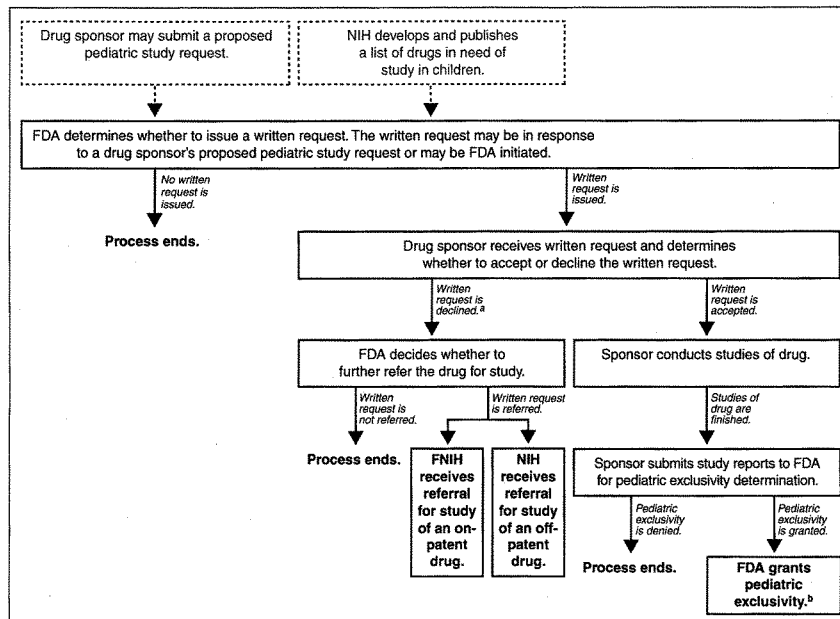 Drug sponsor may submit a proposed
pediatric study request.
NIH develops and publishes
a list of drugs in need of
study in children.
FDA determines whether to issue a written request. The written request may be in response
to a drug sponsor's proposed pediatric study request or may be FDA initiated.
No written
request is
issued.
Written
request is
issued.
Process ends.
Drug sponsor receives written request and determines
whether to accept or decline the written request.
Written
request is
declined.a
Written
request is
accepted.
FDA decides whether to
further refer the drug for study.
Sponsor conducts studies of drug.
Written
request is
not referred.
Written request
is referred.
Studies of
drug are
finished.
Process ends.
FNIH
receives
referral
for study
of an on-
patent
drug.
NIH
receives
referral
for study
of an off-
patent
drug.
Sponsor submits study reports to FDA
for pediatric exclusivity determination.
Pediatric
exclusivity
is denied.
Pediatric
exclusivity
is granted.
Process ends.
FDA grants
pediatric
exclusivity.b